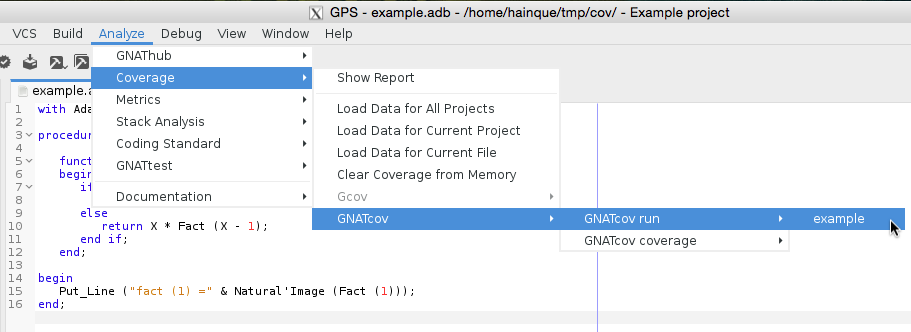 GPS - example.adb - /home/hainque/tmp/cov/ - Example project
VCS Build Analyze Debug View Window Help
GNAThub
Coverage
Metrics
Stack Analysis
Coding Standard
GNATtest
Documentation
Show Report
Load Data for All Projects
Load Data for Current Project
Load Data for Current File
Clear Coverage from Memory
Gcov
GNATcov
GNATcov run
GNATcov coverage
example
example.a
1 with Ada
2
3 procedur
4
5 funct
6 begin
7 if
8
9 else
10 return X * Fact (X - 1);
11 end if;
12 end;
13
14 begin
15 Put_Line ("fact (1) =" & Natural'Image (Fact (1)));
16 end;